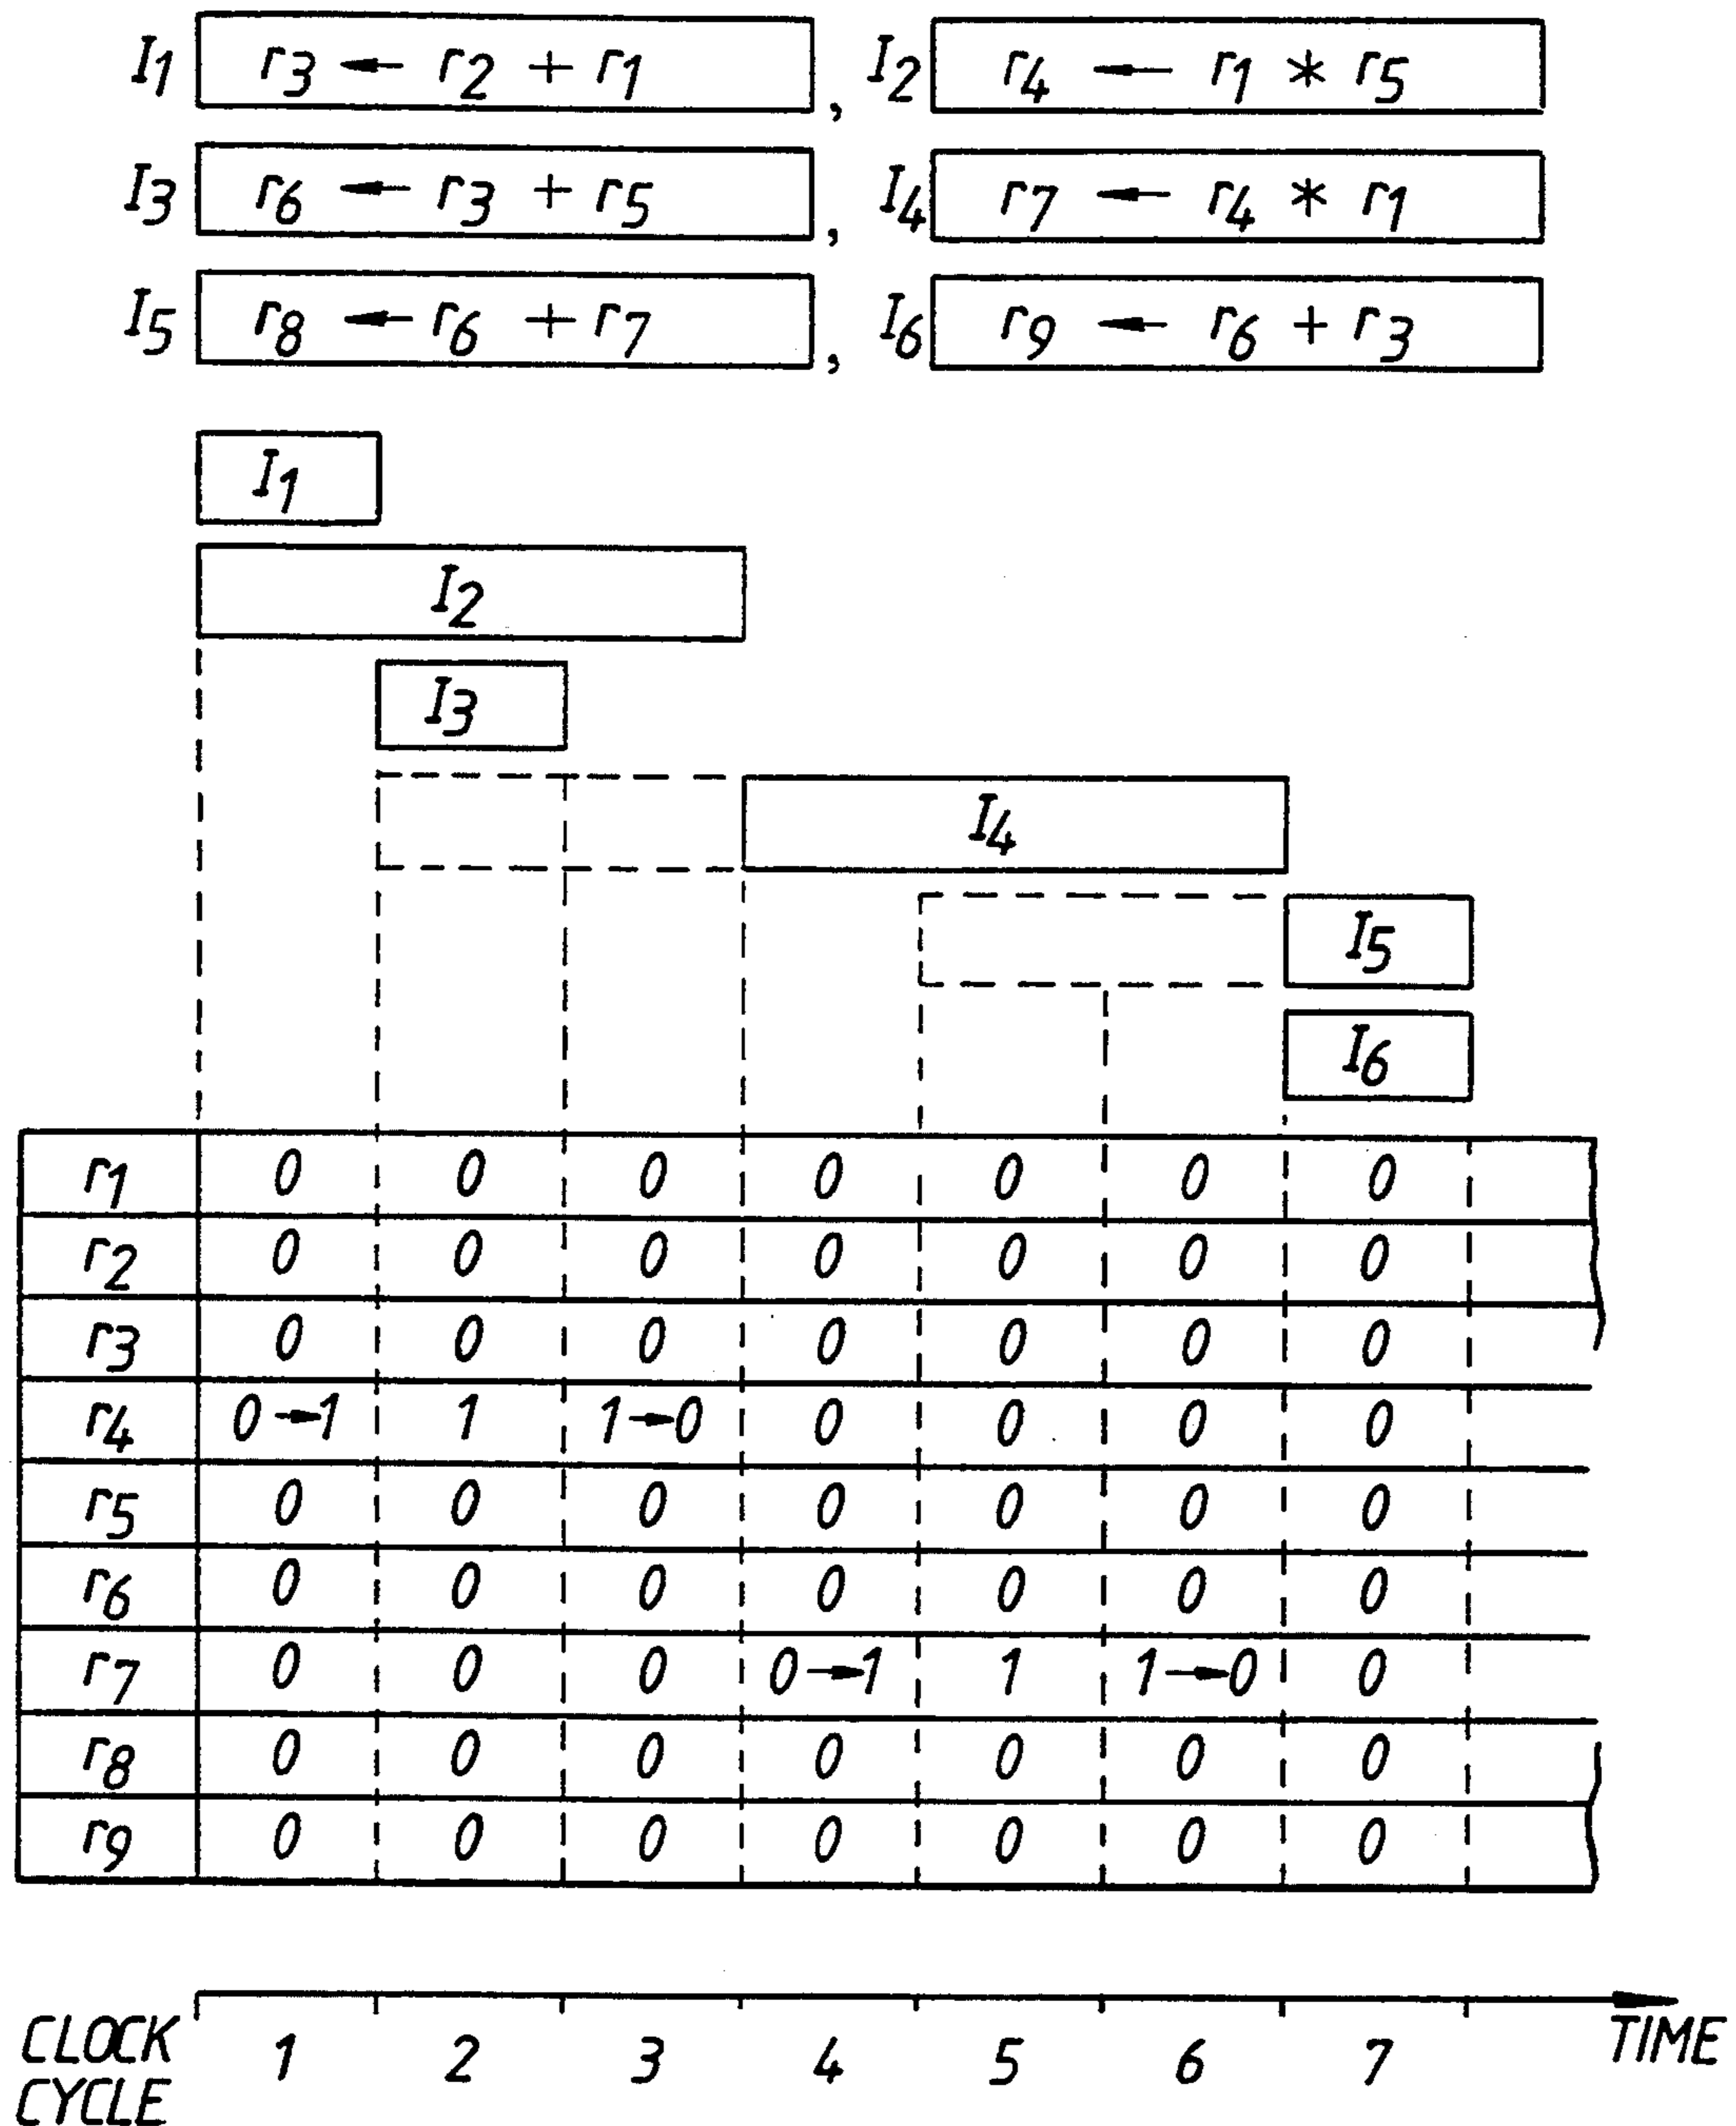 I1 r3 ← r2 + r1 , I2 r4 ← r1 * r5
I3 r6 ← r3 + r5 , I4 r7 ← r4 * r1
I5 r8 ← r6 + r7 , I6 r9 ← r6 + r3
I1
I2
I3
I4
I5
I6
r1 0 0 0 0 0 0 0
r2 0 0 0 0 0 0 0
r3 0 0 0 0 0 0 0
r4 0→1 1 1→0 0 0 0 0
r5 0 0 0 0 0 0 0
r6 0 0 0 0 0 0 0
r7 0 0 0 0→1 1 1→0 0
r8 0 0 0 0 0 0 0
r9 0 0 0 0 0 0 0
CLOCK CYCLE 1 2 3 4 5 6 7 TIME